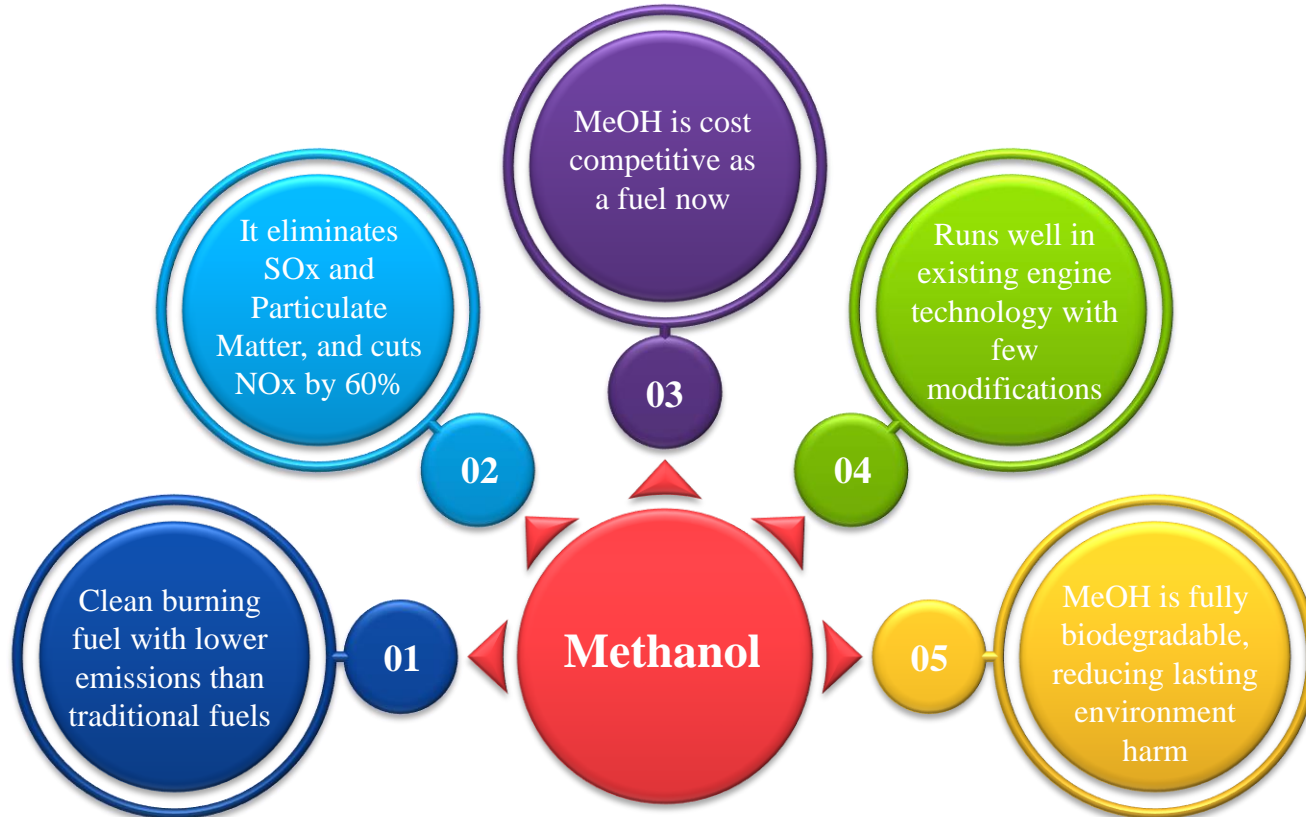 MeOH is cost
competitive as
a fuel now
03
It eliminates
SOx and
Particulate
Matter, and cuts
NOx by 60%
02
Runs well in
existing engine
technology with
few
modifications
04
Clean burning
fuel with lower
emissions than
traditional fuels
01
Methanol
05
MeOH is fully
biodegradable,
reducing lasting
environment
harm